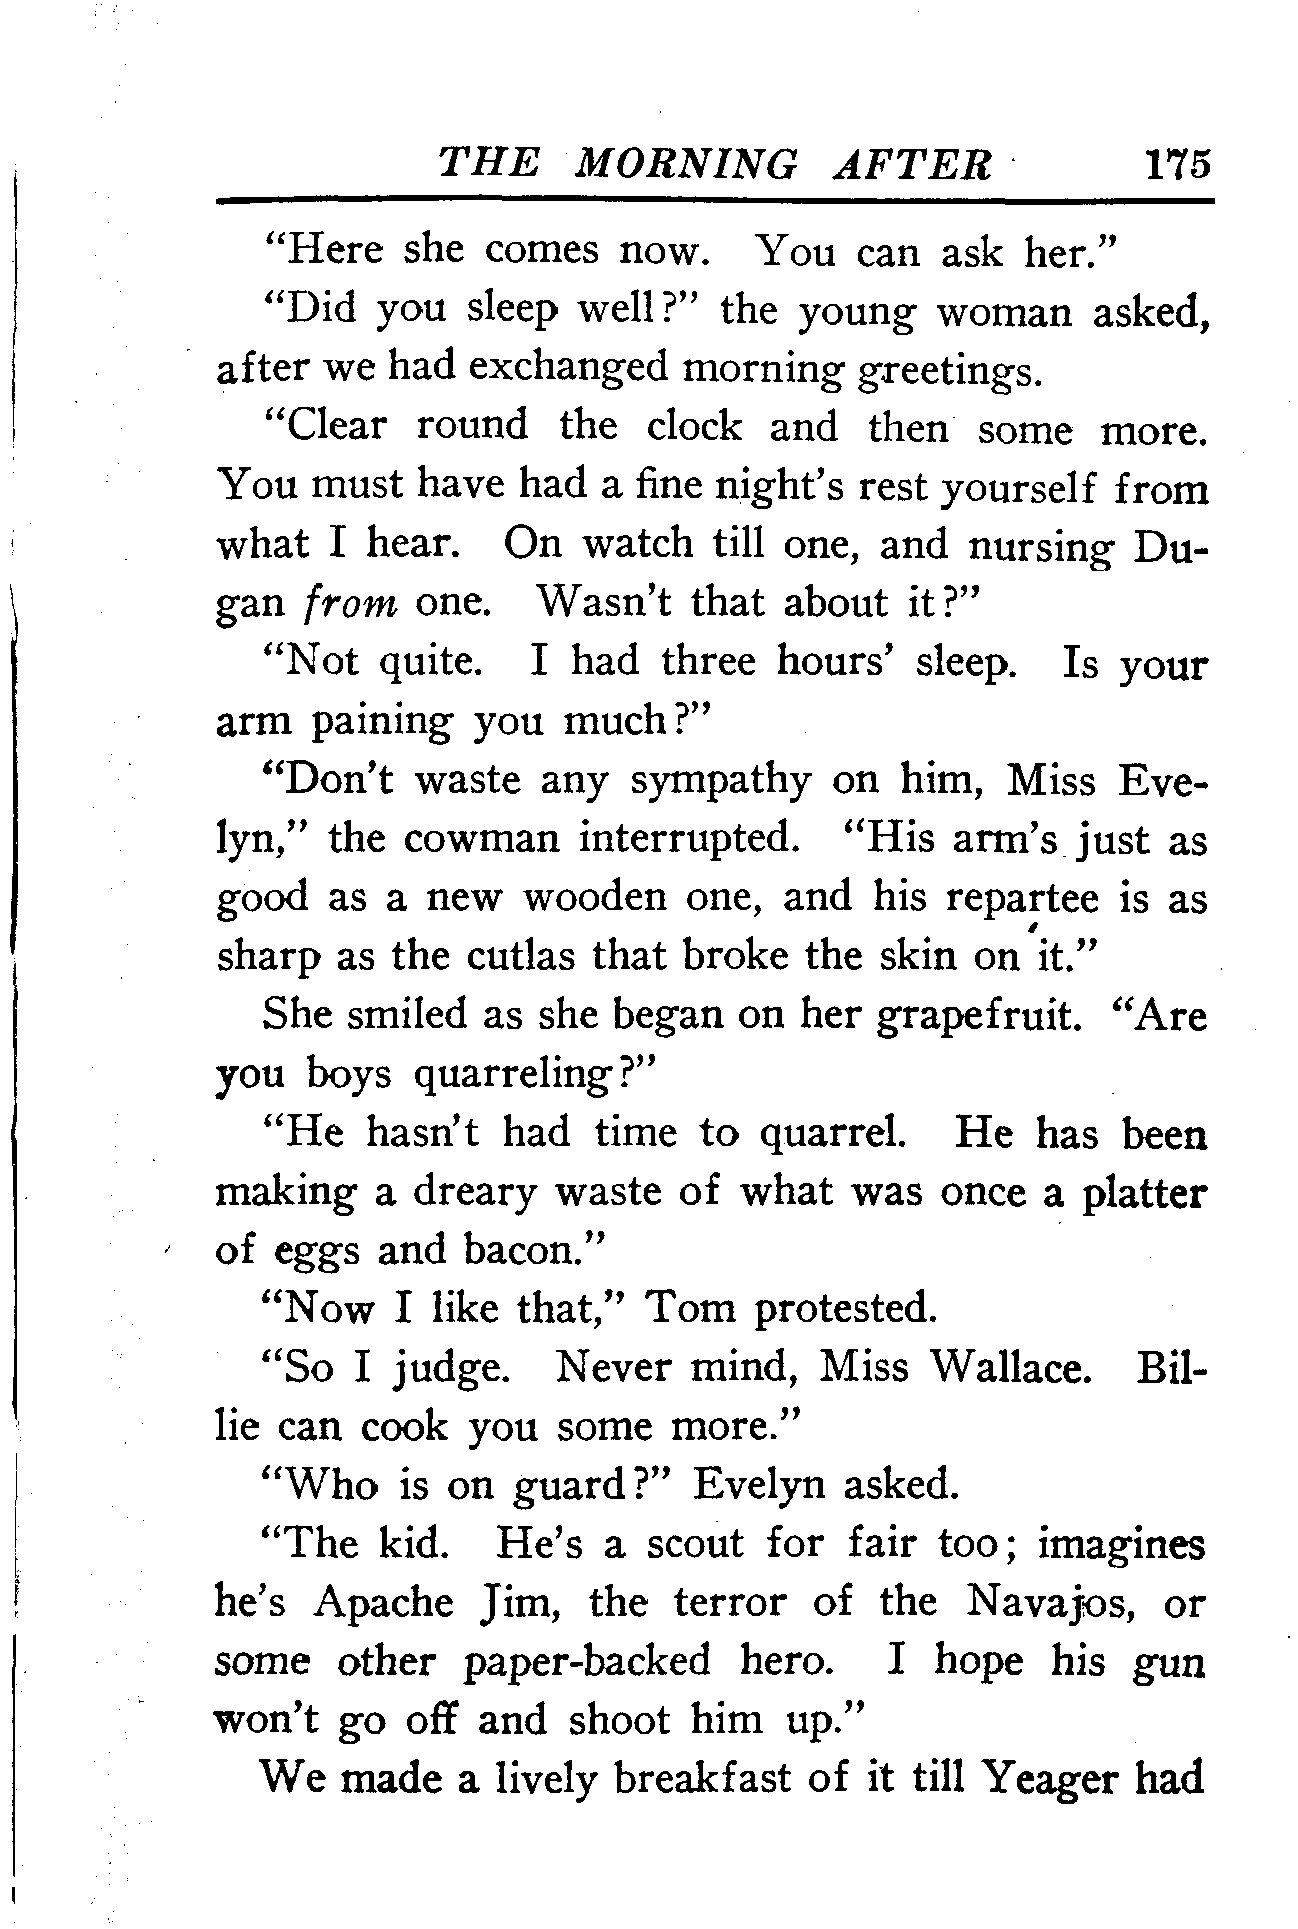 THE MORNING AFTER 175
“Here she comes now. You can ask her.”
“Did you sleep well?” the young woman asked,
after we had exchanged morning greetings.
“Clear round the clock and then some more.
You must have had a fine night’s rest yourself from
what I hear. On watch till one, and nursing Du-
gan from one. Wasn’t that about it?”
“Not quite. I had three hours’ sleep. Is your
arm paining you much?”
“Don’t waste any sympathy on him, Miss Eve-
lyn,” the cowman interrupted. “His arm’s just as
good as a new wooden one, and his repartee is as
sharp as the cutlas that broke the skin on it.”
She smiled as she began on her grapefruit. “Are
you boys quarreling?”
“He hasn’t had time to quarrel. He has been
making a dreary waste of what was once a platter
of eggs and bacon.”
“Now I like that,” Tom protested.
“So I judge. Never mind, Miss Wallace. Bil-
lie can cook you some more.”
“Who is on guard?” Evelyn asked.
“The kid. He’s a scout for fair too; imagines
he’s Apache Jim, the terror of the Navajos, or
some other paper-backed hero. I hope his gun
won’t go off and shoot him up.”
We made a lively breakfast of it till Yeager had